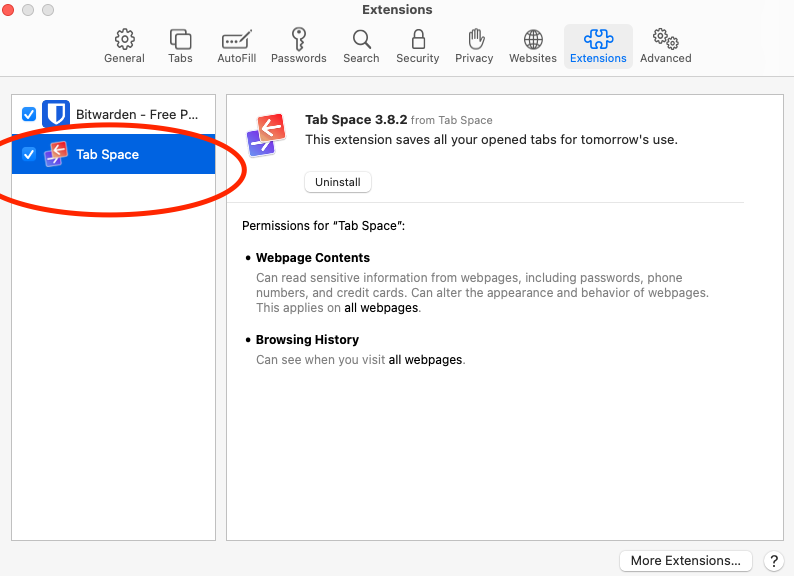 Extensions
General Tabs AutoFill Passwords Search Security Privacy Websites Extensions Advanced
Bitwarden - Free P...
Tab Space
Tab Space 3.8.2 from Tab Space
This extension saves all your opened tabs for tomorrow's use.
Uninstall
Permissions for “Tab Space”:
• Webpage Contents
Can read sensitive information from webpages, including passwords, phone
numbers, and credit cards. Can alter the appearance and behavior of webpages.
This applies on all webpages.
• Browsing History
Can see when you visit all webpages.
More Extensions... ?